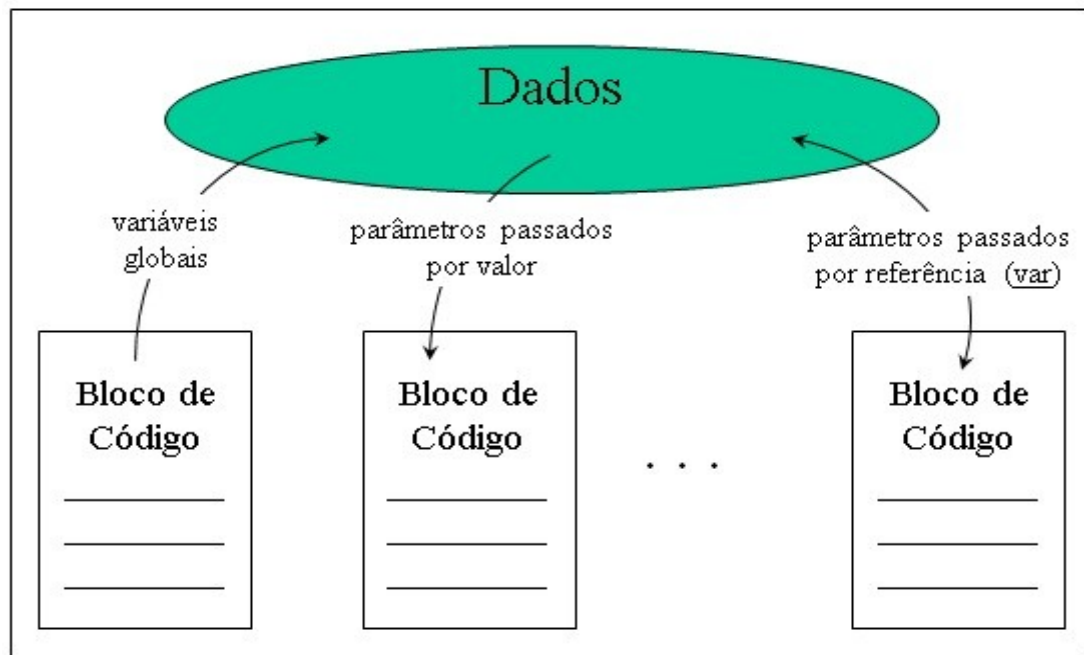 Dados
variáveis
globais
parâmetros passados
por valor
parâmetros passados
por referência (var)
Bloco de
Código
Bloco de
Código
. . .
Bloco de
Código